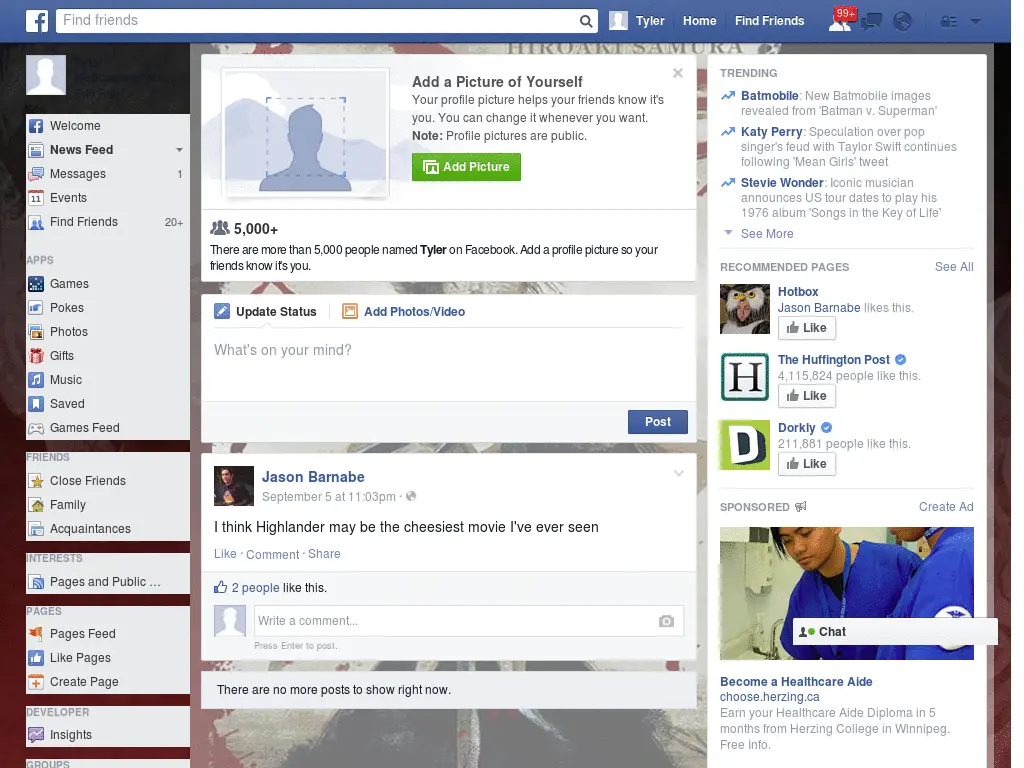 HIROAKI SAMURA
Find friends
Tyler
Home
Find Friends
99+
Tyler
Edit Profile
Welcome
News Feed
Messages 1
11 Events
Find Friends 20+
APPS
Games
Pokes
Photos
Gifts
Music
Saved
Games Feed
FRIENDS
Close Friends
Family
Acquaintances
INTERESTS
Pages and Public ...
PAGES
Pages Feed
Like Pages
Create Page
DEVELOPER
Insights
GROUPS
Add a Picture of Yourself
Your profile picture helps your friends know it's
you. You can change it whenever you want.
Note: Profile pictures are public.
Add Picture
5,000+
There are more than 5,000 people named Tyler on Facebook. Add a profile picture so your
friends know it's you.
Update Status
Add Photos/Video
What's on your mind?
Post
Jason Barnabe
September 5 at 11:03pm ·
I think Highlander may be the cheesiest movie I've ever seen
Like · Comment · Share
2 people like this.
Write a comment...
Press Enter to post.
There are no more posts to show right now.
TRENDING
Batmobile: New Batmobile images
revealed from 'Batman v. Superman'
Katy Perry: Speculation over pop
singer's feud with Taylor Swift continues
following 'Mean Girls' tweet
Stevie Wonder: Iconic musician
announces US tour dates to play his
1976 album 'Songs in the Key of Life'
See More
RECOMMENDED PAGES See All
Hotbox
Jason Barnabe likes this.
Like
H
The Huffington Post
4,115,824 people like this.
Like
D
Dorkly
211,881 people like this.
Like
SPONSORED Create Ad
Chat
Become a Healthcare Aide
choose.herzing.ca
Earn your Healthcare Aide Diploma in 5
months from Herzing College in Winnipeg.
Free Info.